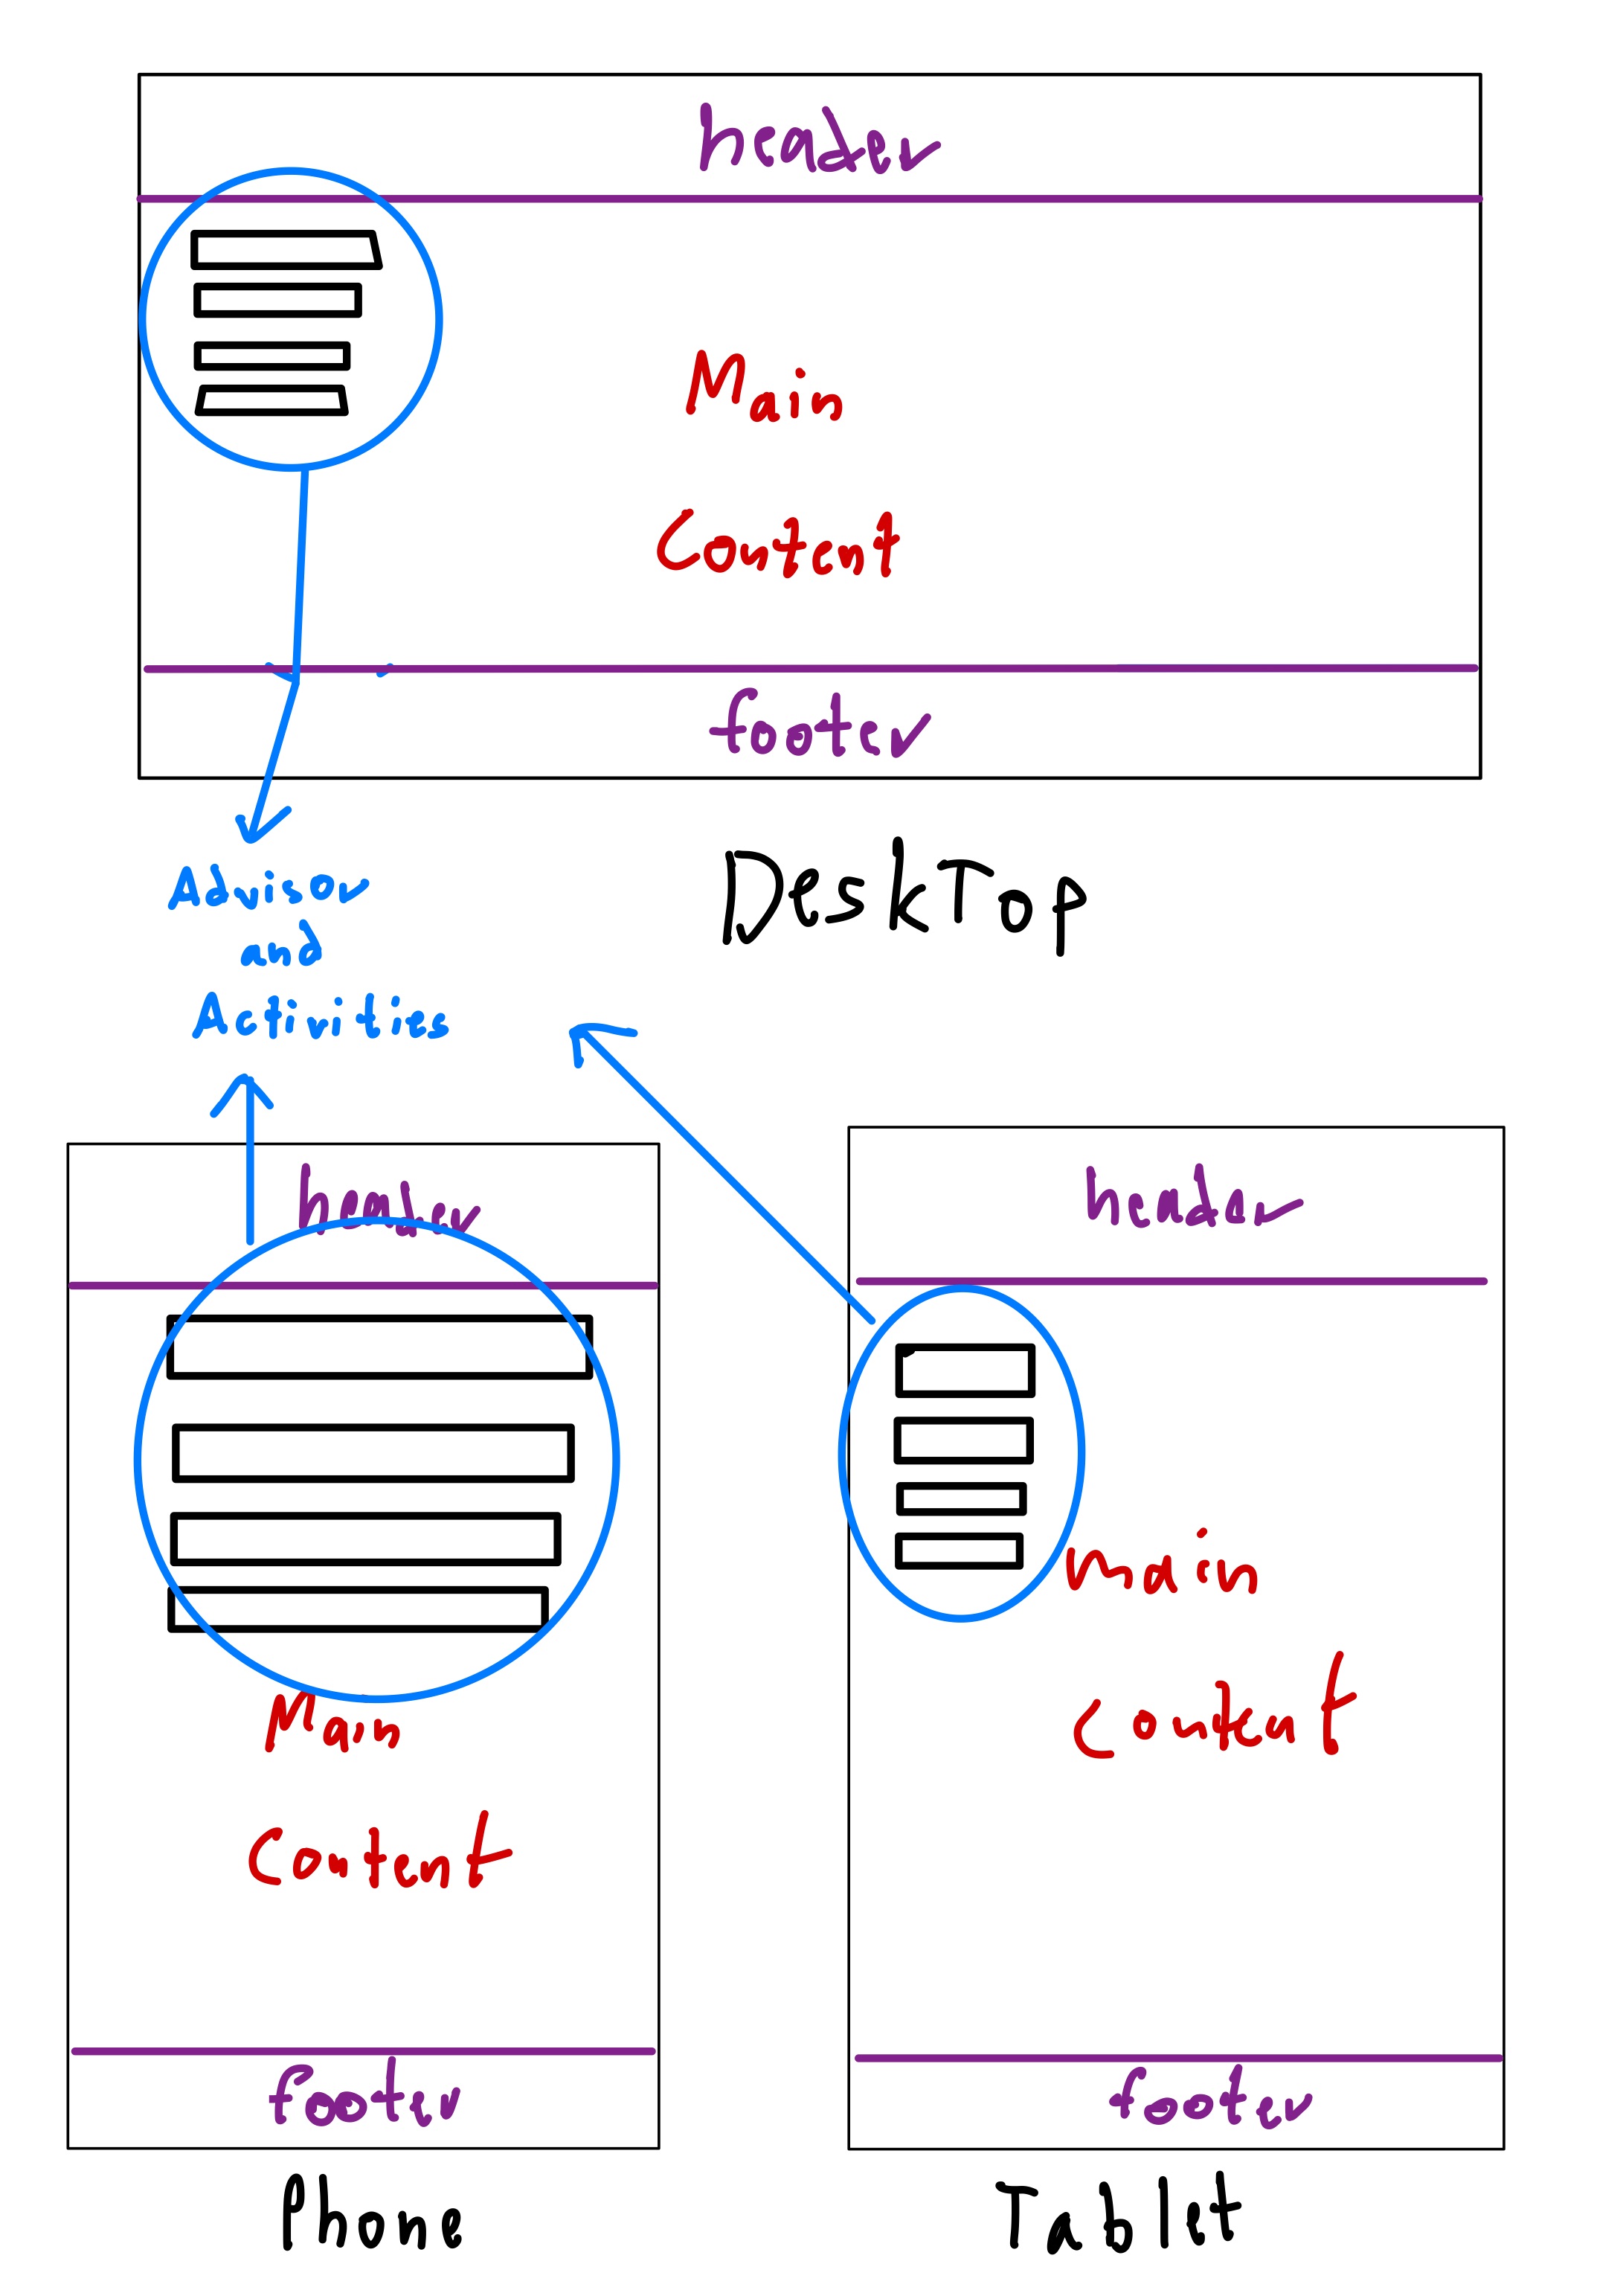 header
Main
Content
footer
DeskTop
Advisor
and
Activities
header
Main
Content
footer
Phone
header
main
content
footer
Tablet